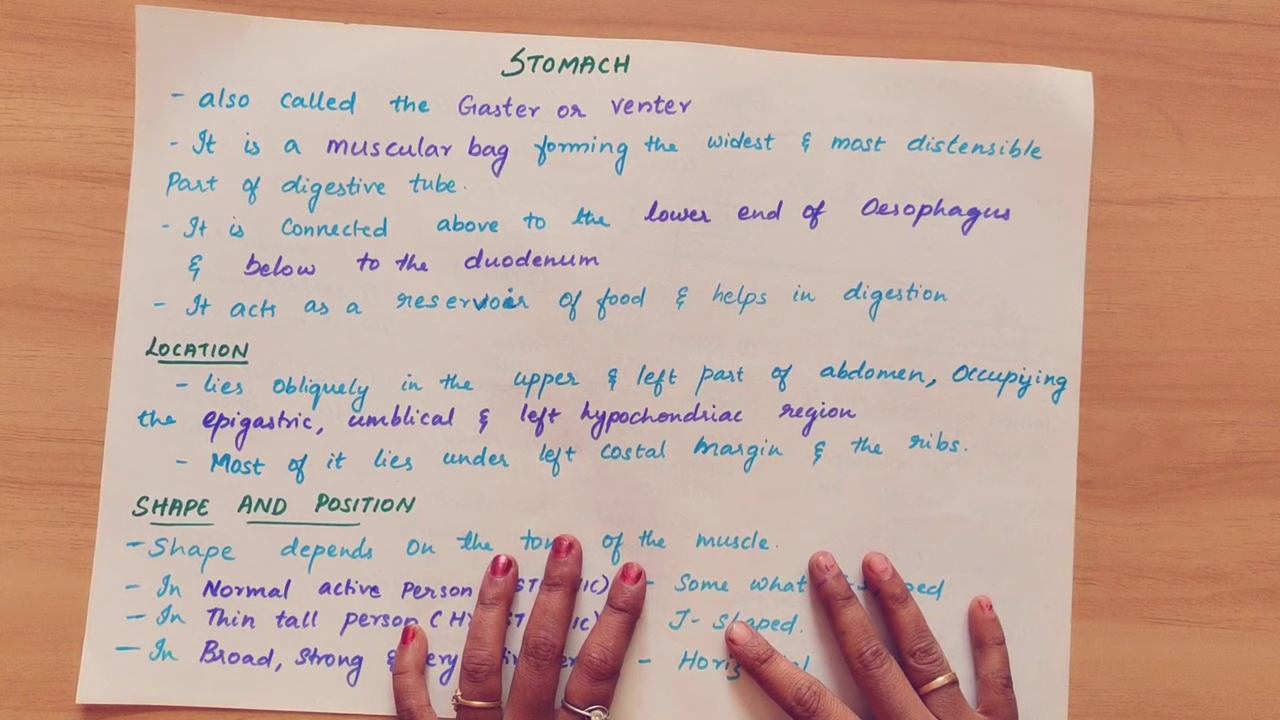 STOMACH
- also called the Gaster or venter
- It is a muscular bag forming the widest & most distensible
Part of digestive tube.
- It is connected above to the lower end of Oesophagus
& below to the duodenum
- It acts as a reservoir of food & helps in digestion
LOCATION
- lies obliquely in the upper & left part of abdomen, occupying
the epigastric, umblical & left hypochondriac region
- Most of it lies under left costal margin & the ribs.
SHAPE AND POSITION
- Shape depends on the of the muscle.
- In Normal active person - Some what
- In Thin tall person J-shaped.
- In Broad, strong -